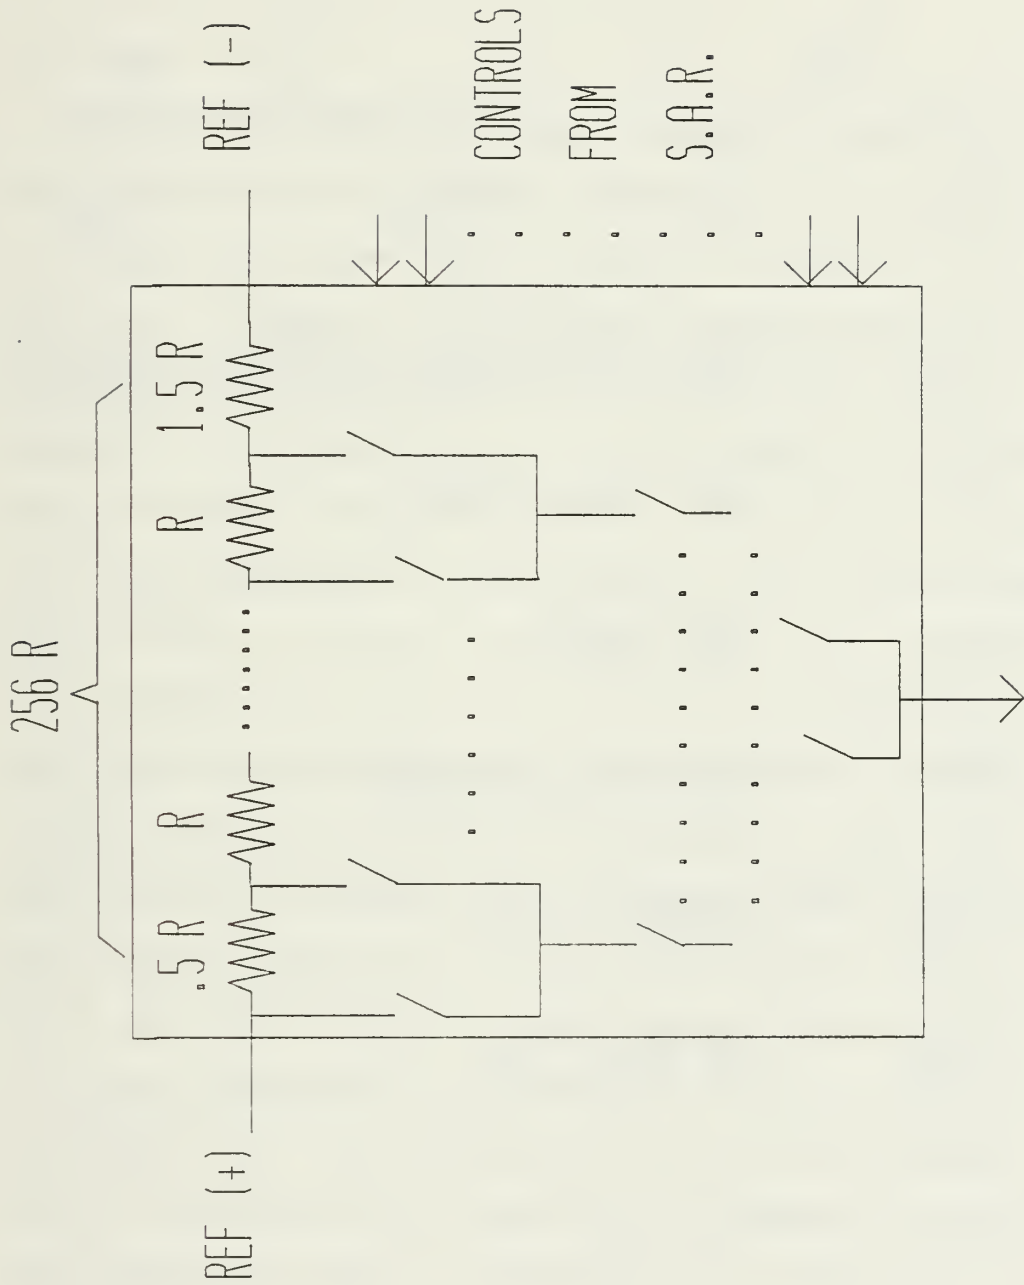 256 R
.5 R
R
R
1.5 R
REF (+)
REF (-)
CONTROLS
FROM
S.A.R.